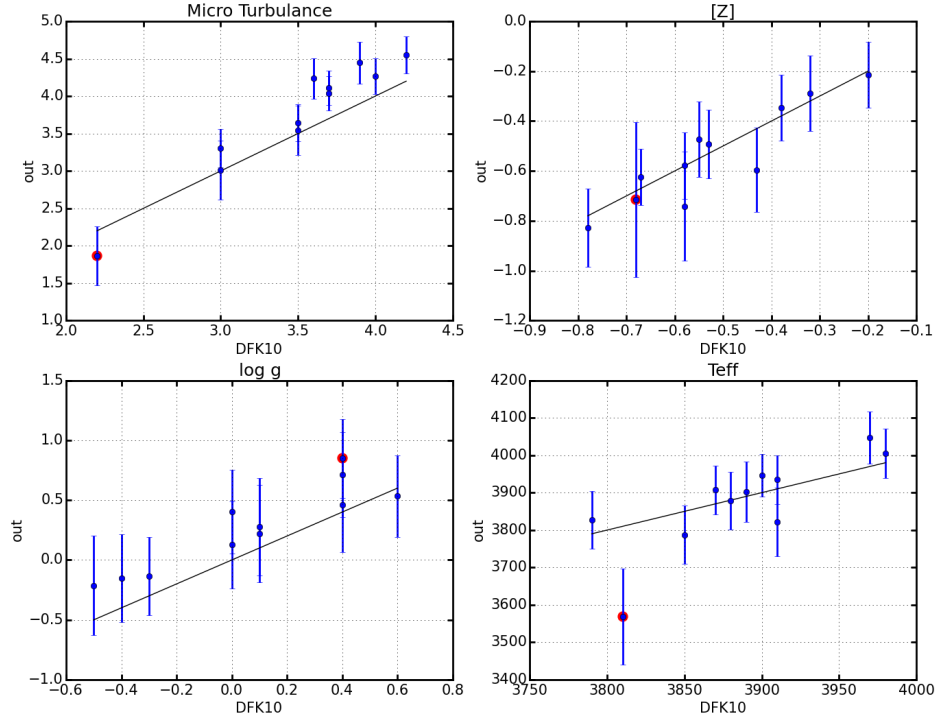 Micro Turbulance
5.0
4.5
4.0
3.5
3.0
2.5
2.0
1.5
1.0
out
2.0 2.5 3.0 3.5 4.0 4.5
DFK10
[Z]
0.0
−0.2
−0.4
−0.6
−0.8
−1.0
−1.2
out
−0.9 −0.8 −0.7 −0.6 −0.5 −0.4 −0.3 −0.2 −0.1
DFK10
log g
1.5
1.0
0.5
0.0
−0.5
−1.0
out
−0.6 −0.4 −0.2 0.0 0.2 0.4 0.6 0.8
DFK10
Teff
4200
4100
4000
3900
3800
3700
3600
3500
3400
out
3750 3800 3850 3900 3950 4000
DFK10